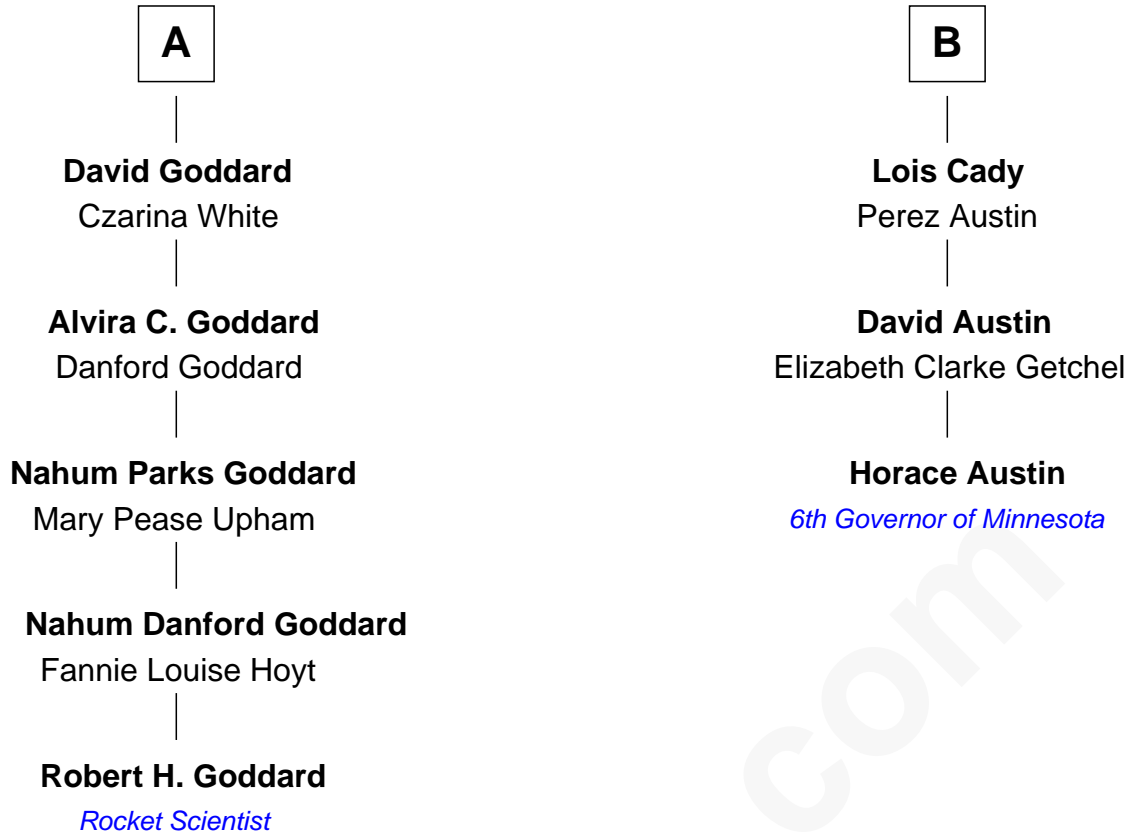 A
David Goddard
Czarina White
Alvira C. Goddard
Danford Goddard
Nahum Parks Goddard
Mary Pease Upham
Nahum Danford Goddard
Fannie Louise Hoyt
Robert H. Goddard
Rocket Scientist
B
Lois Cady
Perez Austin
David Austin
Elizabeth Clarke Getchel
Horace Austin
6th Governor of Minnesota
com